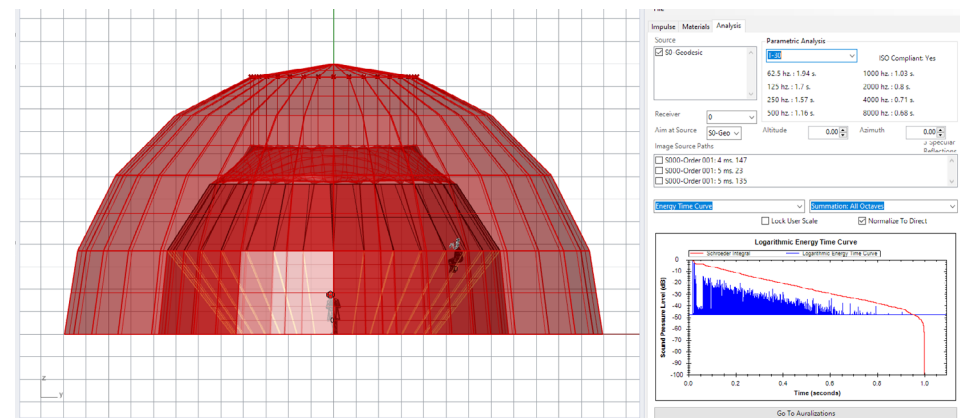 Impulse Materials Analysis
Source
S0-Geodesic
Parametric Analysis
T-30
ISO Compliant: Yes
62.5 hz. : 1.94 s.
1000 hz. : 1.03 s.
125 hz. : 1.7 s.
2000 hz. : 0.8 s.
250 hz. : 1.57 s.
4000 hz. : 0.71 s.
500 hz. : 1.16 s.
8000 hz. : 0.68 s.
Receiver
0
Aim at Source
S0-Geo
Altitude
0.00
Azimuth
0.00
Image Source Paths
3 Specular
Reflections
S000-Order 001: 4 ms. 147
S000-Order 001: 5 ms. 23
S000-Order 001: 5 ms. 135
Energy Time Curve
Summation: All Octaves
Lock User Scale
Normalize To Direct
Logarithmic Energy Time Curve
Schroeder Integral
Logarithmic Energy Time Curve
Sound Pressure Level (dB)
0
-10
-20
-30
-40
-50
-60
-70
-80
-90
-100
0.0 0.2 0.4 0.6 0.8 1.0
Time (seconds)
Go To Auralizations
Z
Y